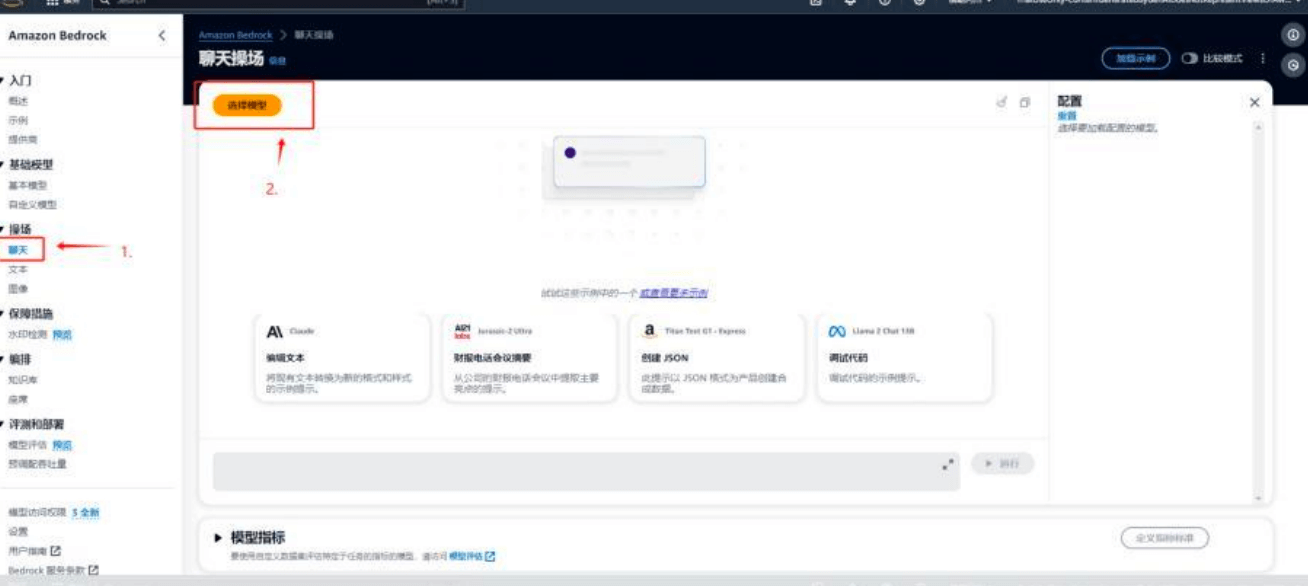 Search
[Alt+S]
Amazon Bedrock
Amazon Bedrock > 聊天操场
聊天操场 信息
加载示例
比较模式
入门
概述
示例
提供商
基础模型
基本模型
自定义模型
操场
聊天
文本
图像
保障措施
水印检测 预览
编排
知识库
座席
评测和部署
模型评估 预览
预调配吞吐量
模型访问权限 5 全新
设置
用户指南
Bedrock 服务条款
选择模型
1.
2.
配置
重置
选择要加载配置的模型。
试试这些示例中的一个 或查看更多示例
Claude
编辑文本
将现有文本转换为新的格式和样式
的示例提示。
AI21 labs Jurassic-2 Ultra
财报电话会议摘要
从公司的财报电话会议中提取主要
亮点的提示。
a Titan Text G1 - Express
创建 JSON
此提示以 JSON 格式为产品创建合
成数据。
Llama 2 Chat 13B
调试代码
调试代码的示例提示。
运行
模型指标
要使用自定义数据集评估特定于任务的指标的模型，请访问 模型评估
定义指标标准